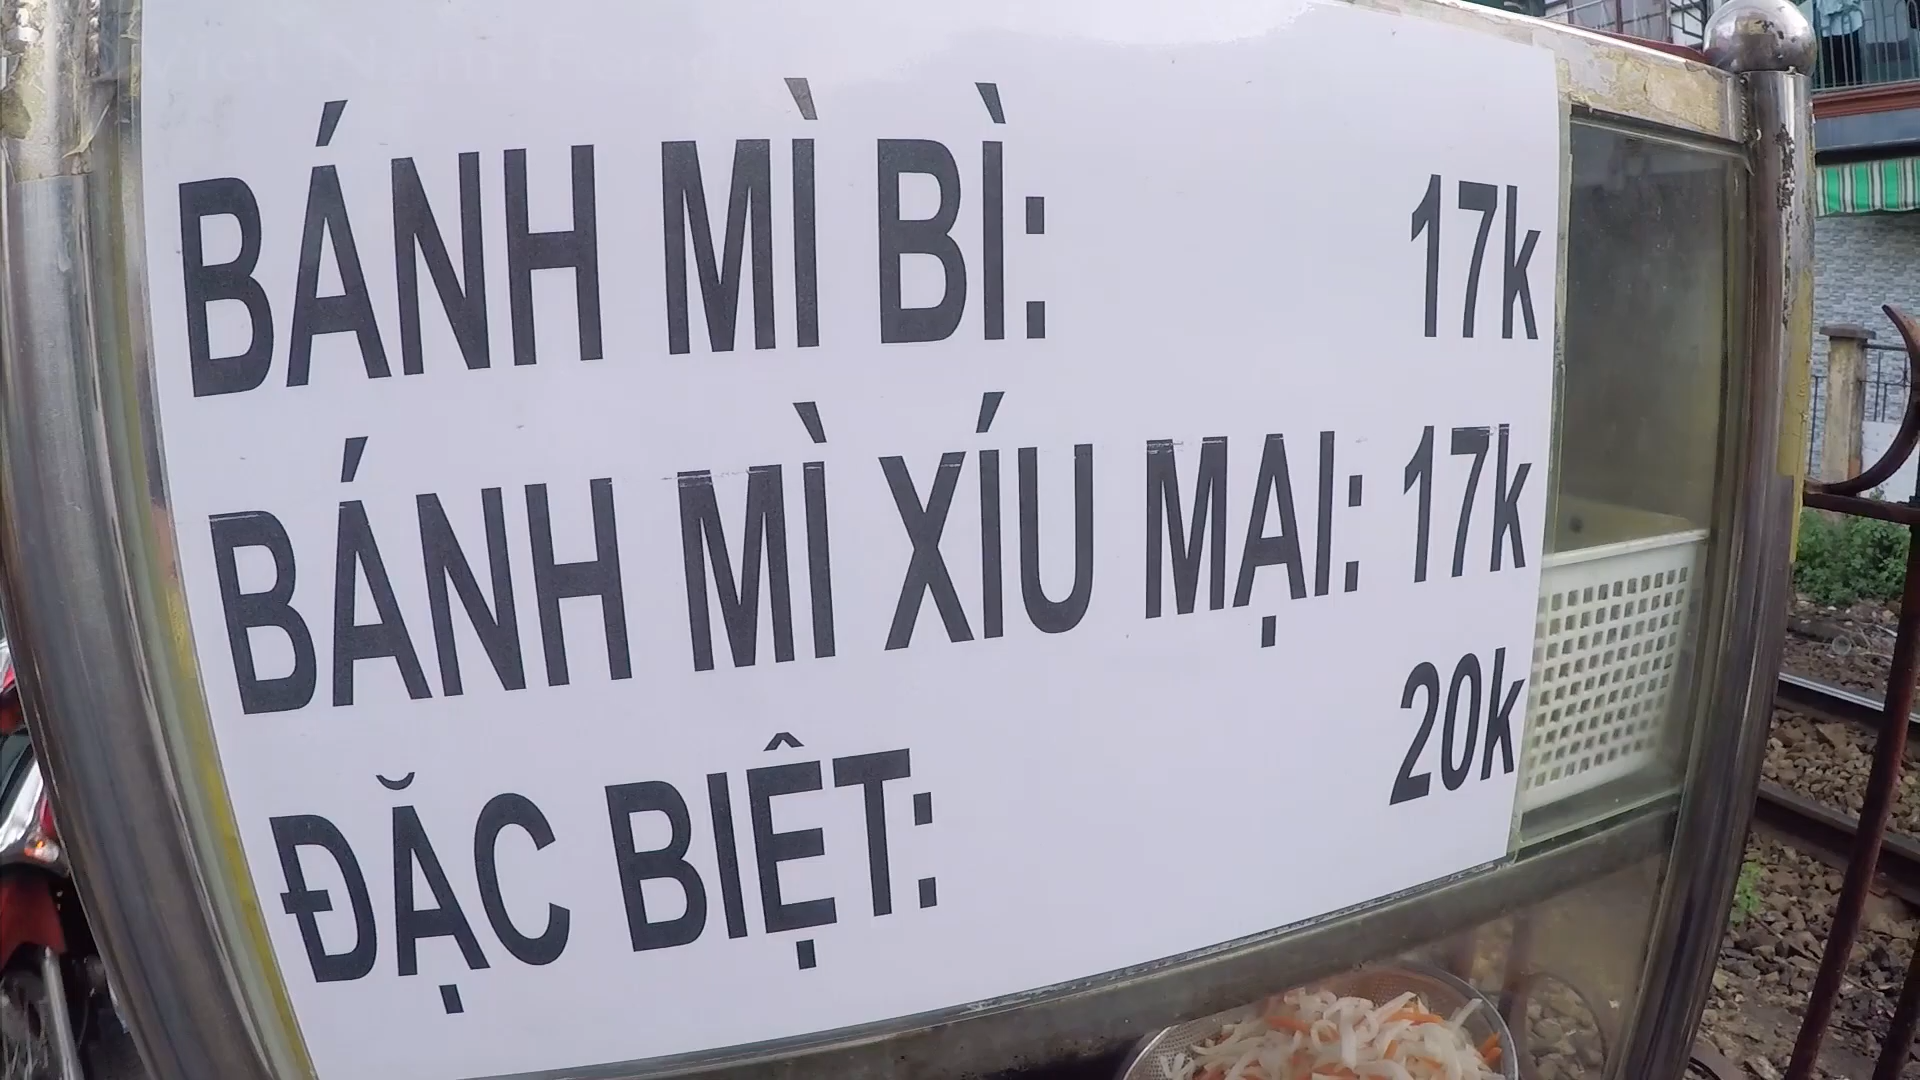 BÁNH MÌ BÌ: 17k
BÁNH MÌ XÍU MẠI: 17k
ĐẶC BIỆT: 20k